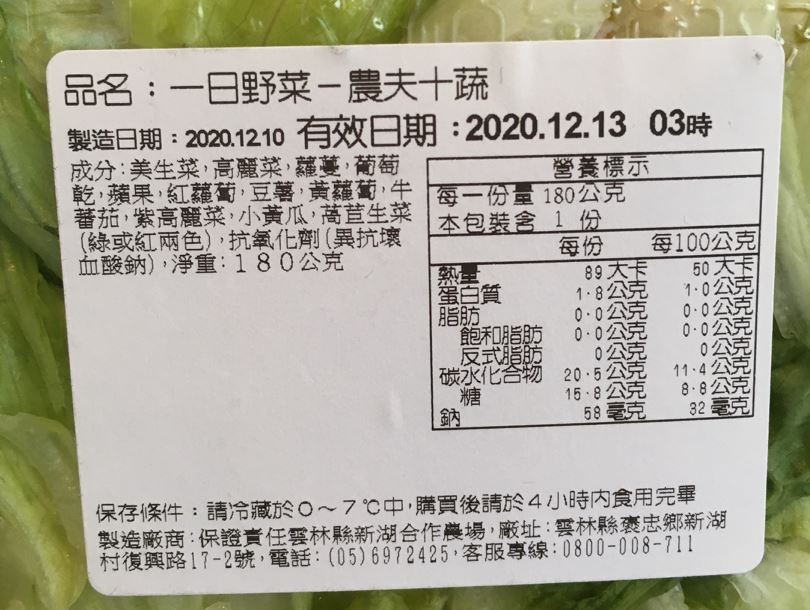 品名：一日野菜－農夫十蔬
製造日期：2020.12.10 有效日期：2020.12.13 03時
成分:美生菜,高麗菜,蘿蔓,葡萄
乾,蘋果,紅蘿蔔,豆薯,黃蘿蔔,牛
蕃茄,紫高麗菜,小黃瓜,萵苣生菜
(綠或紅兩色),抗氧化劑(異抗壞
血酸鈉),淨重:１８０公克
營養標示
每一份量 180公克
本包裝含 1 份
每份 每100公克
熱量 89 大卡 50 大卡
蛋白質 1.8公克 1.0公克
脂肪 0.0公克 0.0公克
飽和脂肪 0.0公克 0.0公克
反式脂肪 0公克 0公克
碳水化合物 20.5公克 11.4公克
糖 15.8公克 8.8公克
鈉 58 毫克 32 毫克
保存條件：請冷藏於０～７℃中,購買後請於４小時內食用完畢
製造廠商:保證責任雲林縣新湖合作農場,廠址:雲林縣褒忠鄉新湖
村復興路17-2號,電話:(05)6972425,客服專線:0800-008-711